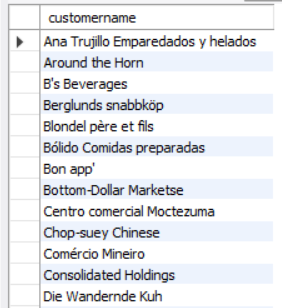 customername
Ana Trujillo Emparedados y helados
Around the Horn
B's Beverages
Berglunds snabbköp
Blondel père et fils
Bólido Comidas preparadas
Bon app'
Bottom-Dollar Marketse
Centro comercial Moctezuma
Chop-suey Chinese
Comércio Mineiro
Consolidated Holdings
Die Wandernde Kuh